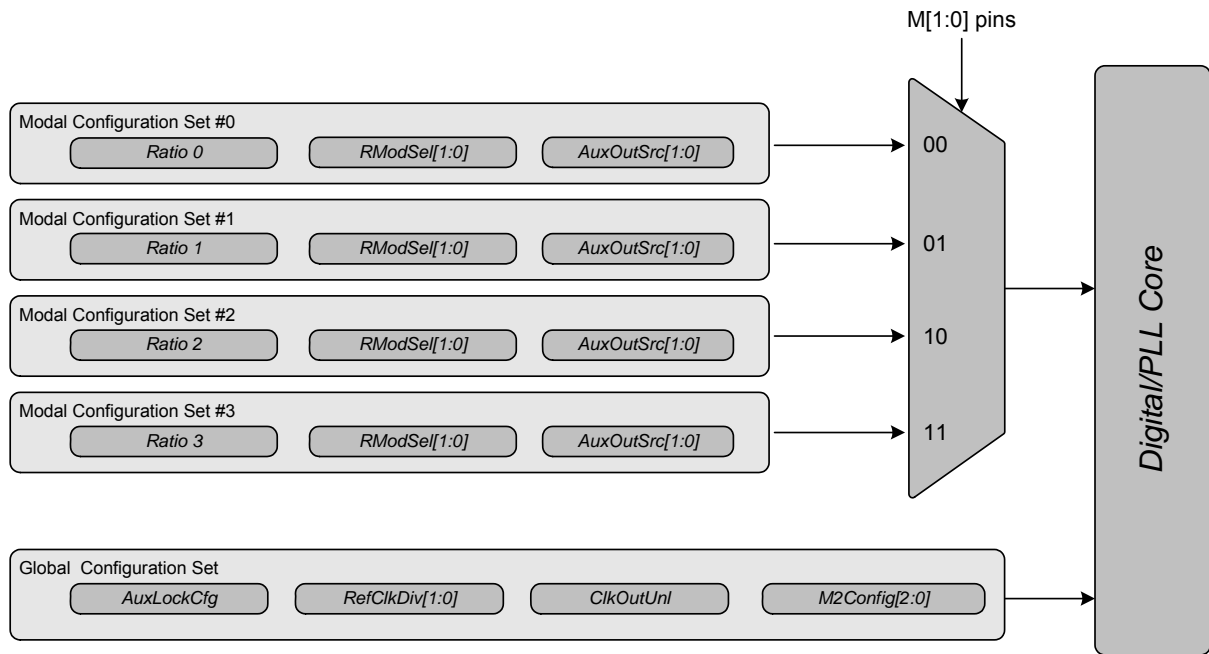 M[1:0] pins
Modal Configuration Set #0
Ratio 0 RModSel[1:0] AuxOutSrc[1:0]
00
Modal Configuration Set #1
Ratio 1 RModSel[1:0] AuxOutSrc[1:0]
01
Modal Configuration Set #2
Ratio 2 RModSel[1:0] AuxOutSrc[1:0]
10
Modal Configuration Set #3
Ratio 3 RModSel[1:0] AuxOutSrc[1:0]
11
Digital/PLL Core
Global Configuration Set
AuxLockCfg RefClkDiv[1:0] ClkOutUnl M2Config[2:0]